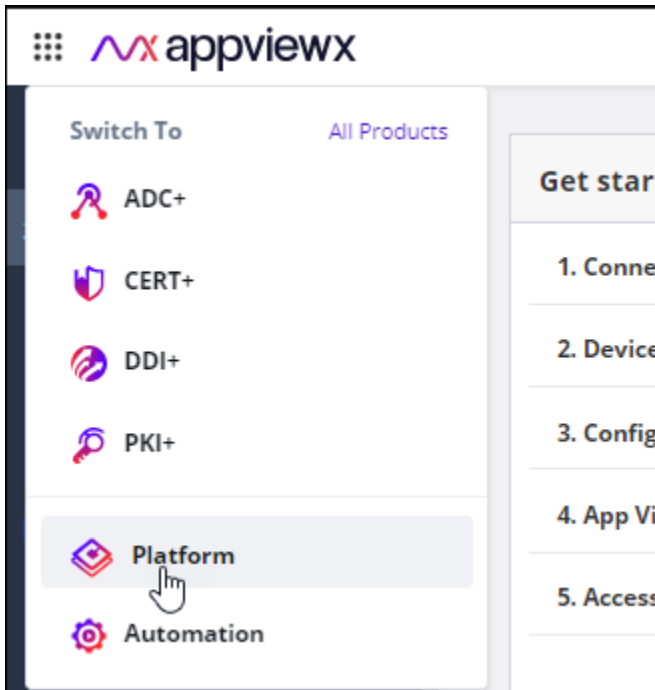 appviewx
Switch To
All Products
ADC+
CERT+
DDI+
PKI+
Platform
Automation
Get star
1. Conne
2. Device
3. Config
4. App Vi
5. Access